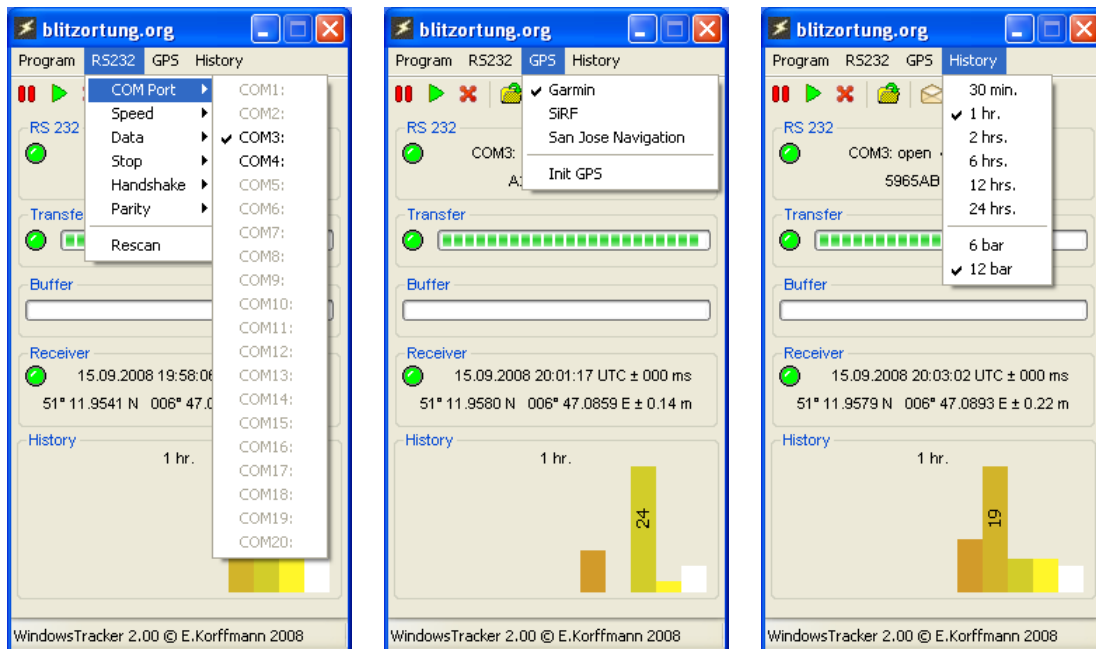 blitzortung.org
Program RS232 GPS History
COM Port
Speed
Data
Stop
Handshake
Parity
Rescan
COM1:
COM2:
COM3:
COM4:
COM5:
COM6:
COM7:
COM8:
COM9:
COM10:
COM11:
COM12:
COM13:
COM14:
COM15:
COM16:
COM17:
COM18:
COM19:
COM20:
RS 232
Buffer
Receiver
15.09.2008
51° 11.9541 N 006°
History
1 hr.
WindowsTracker 2.00 © E.Korffmann 2008
blitzortung.org
Program RS232 GPS History
Garmin
SiRF
San Jose Navigation
Init GPS
RS 232
COM3:
Transfer
Buffer
Receiver
15.09.2008 20:01:17 UTC ± 000 ms
51° 11.9580 N 006° 47.0859 E ± 0.14 m
History
1 hr.
24
WindowsTracker 2.00 © E.Korffmann 2008
blitzortung.org
Program RS232 GPS History
30 min.
1 hr.
2 hrs.
6 hrs.
12 hrs.
24 hrs.
6 bar
12 bar
RS 232
COM3: open
5965AB
Transfer
Buffer
Receiver
15.09.2008 20:03:02 UTC ± 000 ms
51° 11.9579 N 006° 47.0893 E ± 0.22 m
History
1 hr.
19
WindowsTracker 2.00 © E.Korffmann 2008